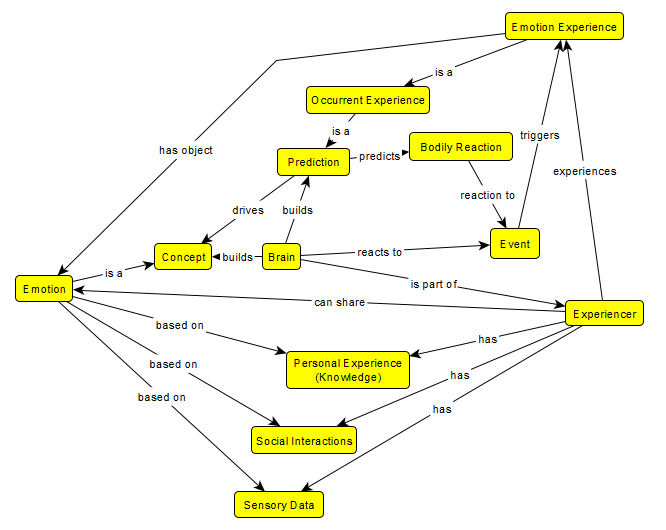 Emotion Experience
is a
Occurrent Experience
is a
triggers
Bodily Reaction
has object
Prediction
predicts
experiences
reaction to
drives
builds
Event
Concept
builds
Brain
reacts to
is a
Emotion
is part of
can share
Experiencer
based on
has
Personal Experience
(Knowledge)
based on
has
based on
has
Social Interactions
Sensory Data